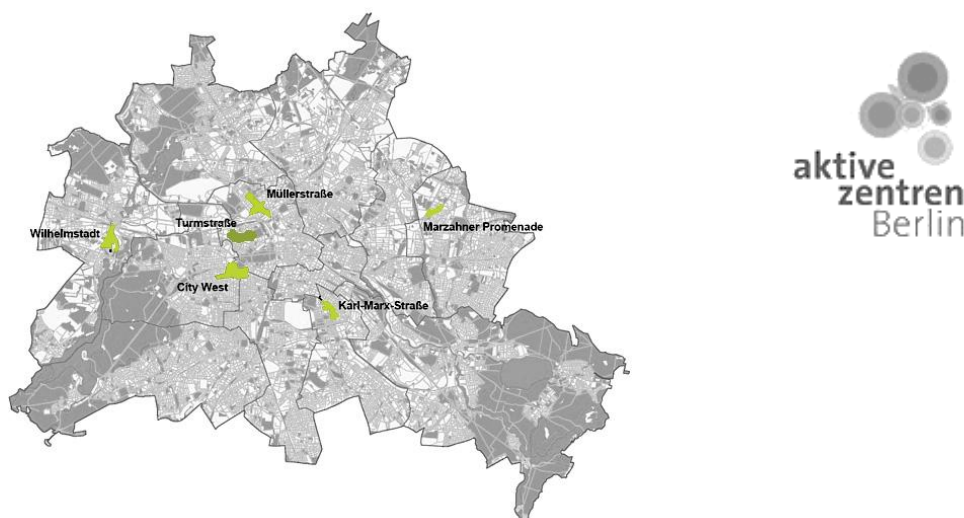 Müllerstraße
Turmstraße
Wilhelmstadt
Marzahner Promenade
City West
Karl-Marx-Straße
aktive
zentren
Berlin